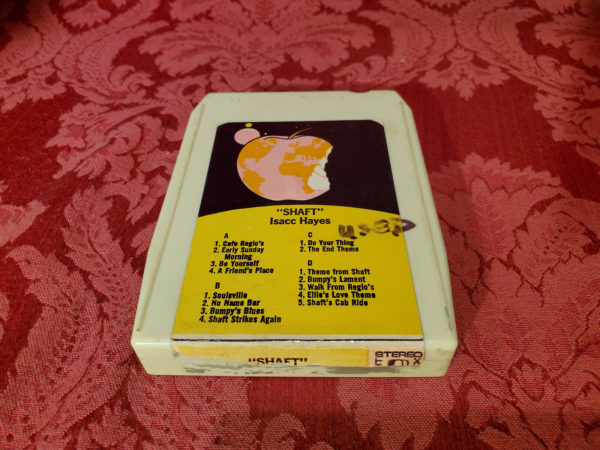 "SHAFT"
Isacc Hayes
USED
A
1. Cafe Regio's
2. Early Sunday
Morning
3. Be Yourself
4. A Friend's Place
B
1. Soulsville
2. No Name Bar
3. Bumpy's Blues
4. Shaft Strikes Again
C
1. Do Your Thing
2. The End Theme
D
1. Theme from Shaft
2. Bumpy's Lament
3. Walk From Regio's
4. Ellie's Love Theme
5. Shaft's Cab Ride
"SHAFT"
STEREO